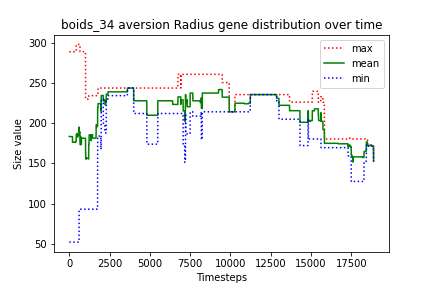 boids_34 aversion Radius gene distribution over time
max
mean
min
Size value
300
250
200
150
100
50
0
2500
5000
7500
10000
12500
15000
17500
Timesteps